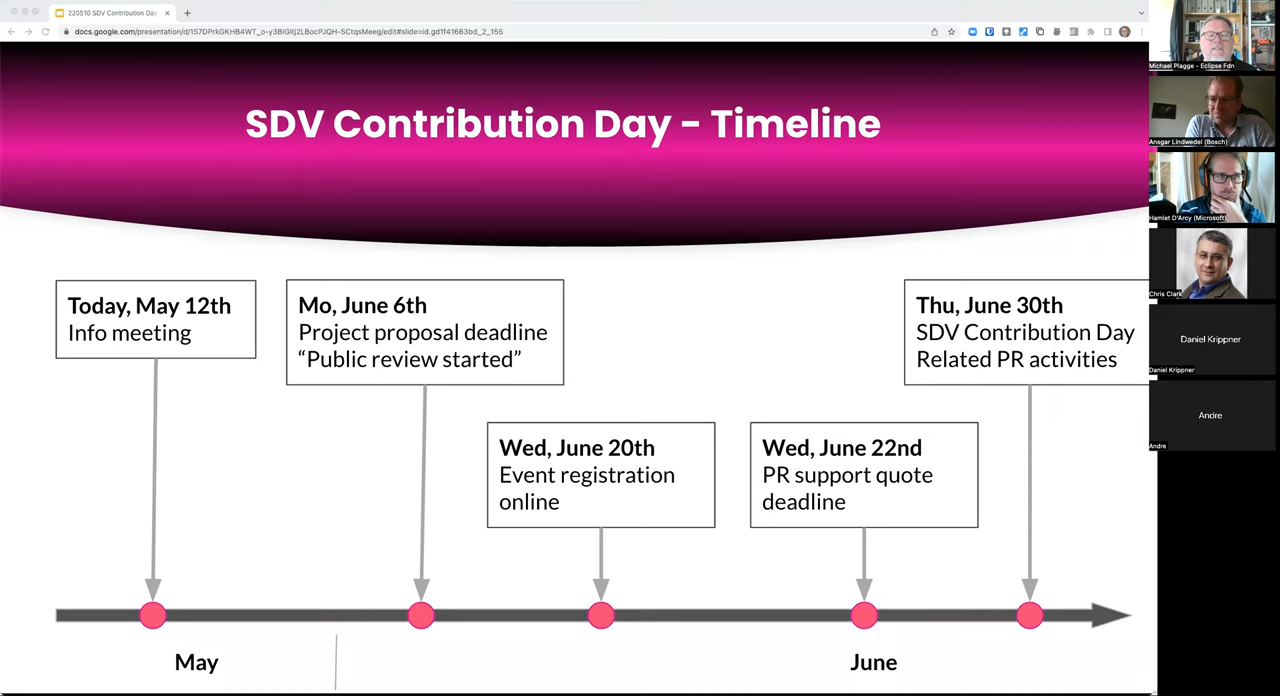 220510 SDV Contribution Day
docs.google.com/presentation/d/1S7DPrkGKHB4WT_o-y3BIGltJ2LBocPJQH-SCtqsMeeg/edit#slide=id.gd1f41663bd_2_155
SDV Contribution Day - Timeline
Today, May 12th
Info meeting
Mo, June 6th
Project proposal deadline
“Public review started”
Thu, June 30th
SDV Contribution Day
Related PR activities
Wed, June 20th
Event registration
online
Wed, June 22nd
PR support quote
deadline
May
June
Michael Plagge - Eclipse Fdn
Ansgar Lindwedel (Bosch)
Hamlet D'Arcy (Microsoft)
Chris Clark
Daniel Krippner
Daniel Krippner
Andre
Andre